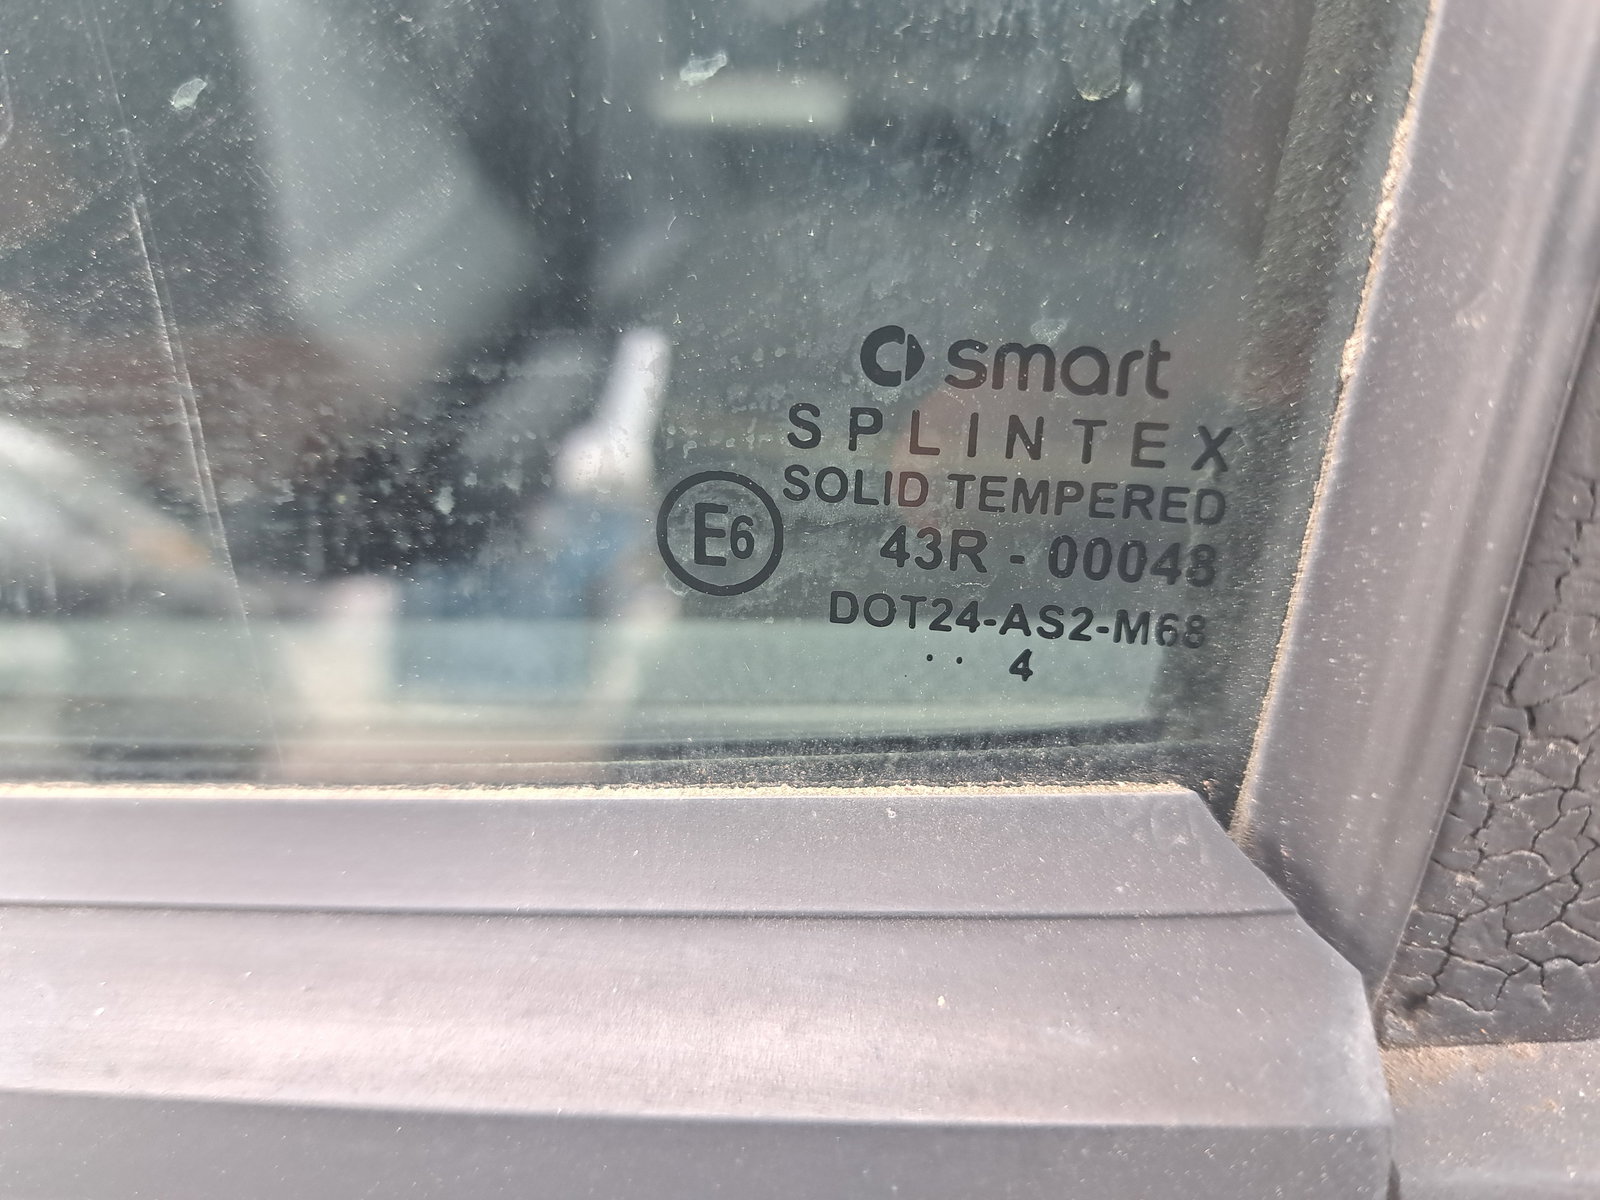 smart
SPLINTEX
SOLID TEMPERED
E6
43R - 00048
DOT24-AS2-M68
. . 4